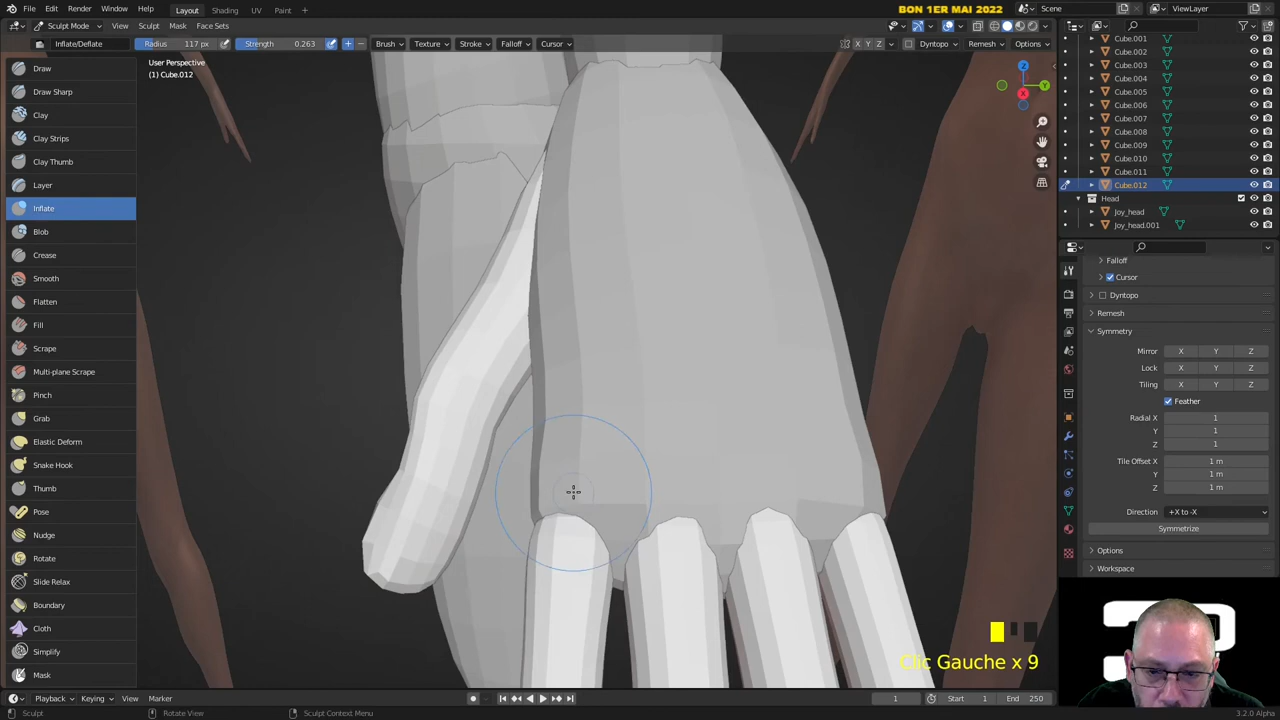 File Edit Render Window Help Layout Shading UV Paint BON 1ER MAI 2022 Scene ViewLayer
Sculpt Mode View Sculpt Mask Face Sets
Inflate/Deflate Radius 117 px Strength 0.263 Brush Texture Stroke Falloff Cursor X Y Z Dyntopo Remesh Options
User Perspective
(1) Cube.012
Draw
Draw Sharp
Clay
Clay Strips
Clay Thumb
Layer
Inflate
Blob
Crease
Smooth
Flatten
Fill
Scrape
Multi-plane Scrape
Pinch
Grab
Elastic Deform
Snake Hook
Thumb
Pose
Nudge
Rotate
Slide Relax
Boundary
Cloth
Simplify
Mask
Z
Y
X
Clic Gauche x 9
Cube.001
Cube.002
Cube.003
Cube.004
Cube.005
Cube.006
Cube.007
Cube.008
Cube.009
Cube.010
Cube.011
Cube.012
Head
Joy_head
Joy_head.001
Falloff
Cursor
Dyntopo
Remesh
Symmetry
Mirror X Y Z
Lock X Y Z
Tiling X Y Z
Feather
Radial X 1
Y 1
Z 1
Tile Offset X 1 m
Y 1 m
Z 1 m
Direction +X to -X
Symmetrize
Options
Workspace
Playback Keying View Marker 1 Start 1 End 250
Sculpt Rotate View Sculpt Context Menu 3.2.0 Alpha